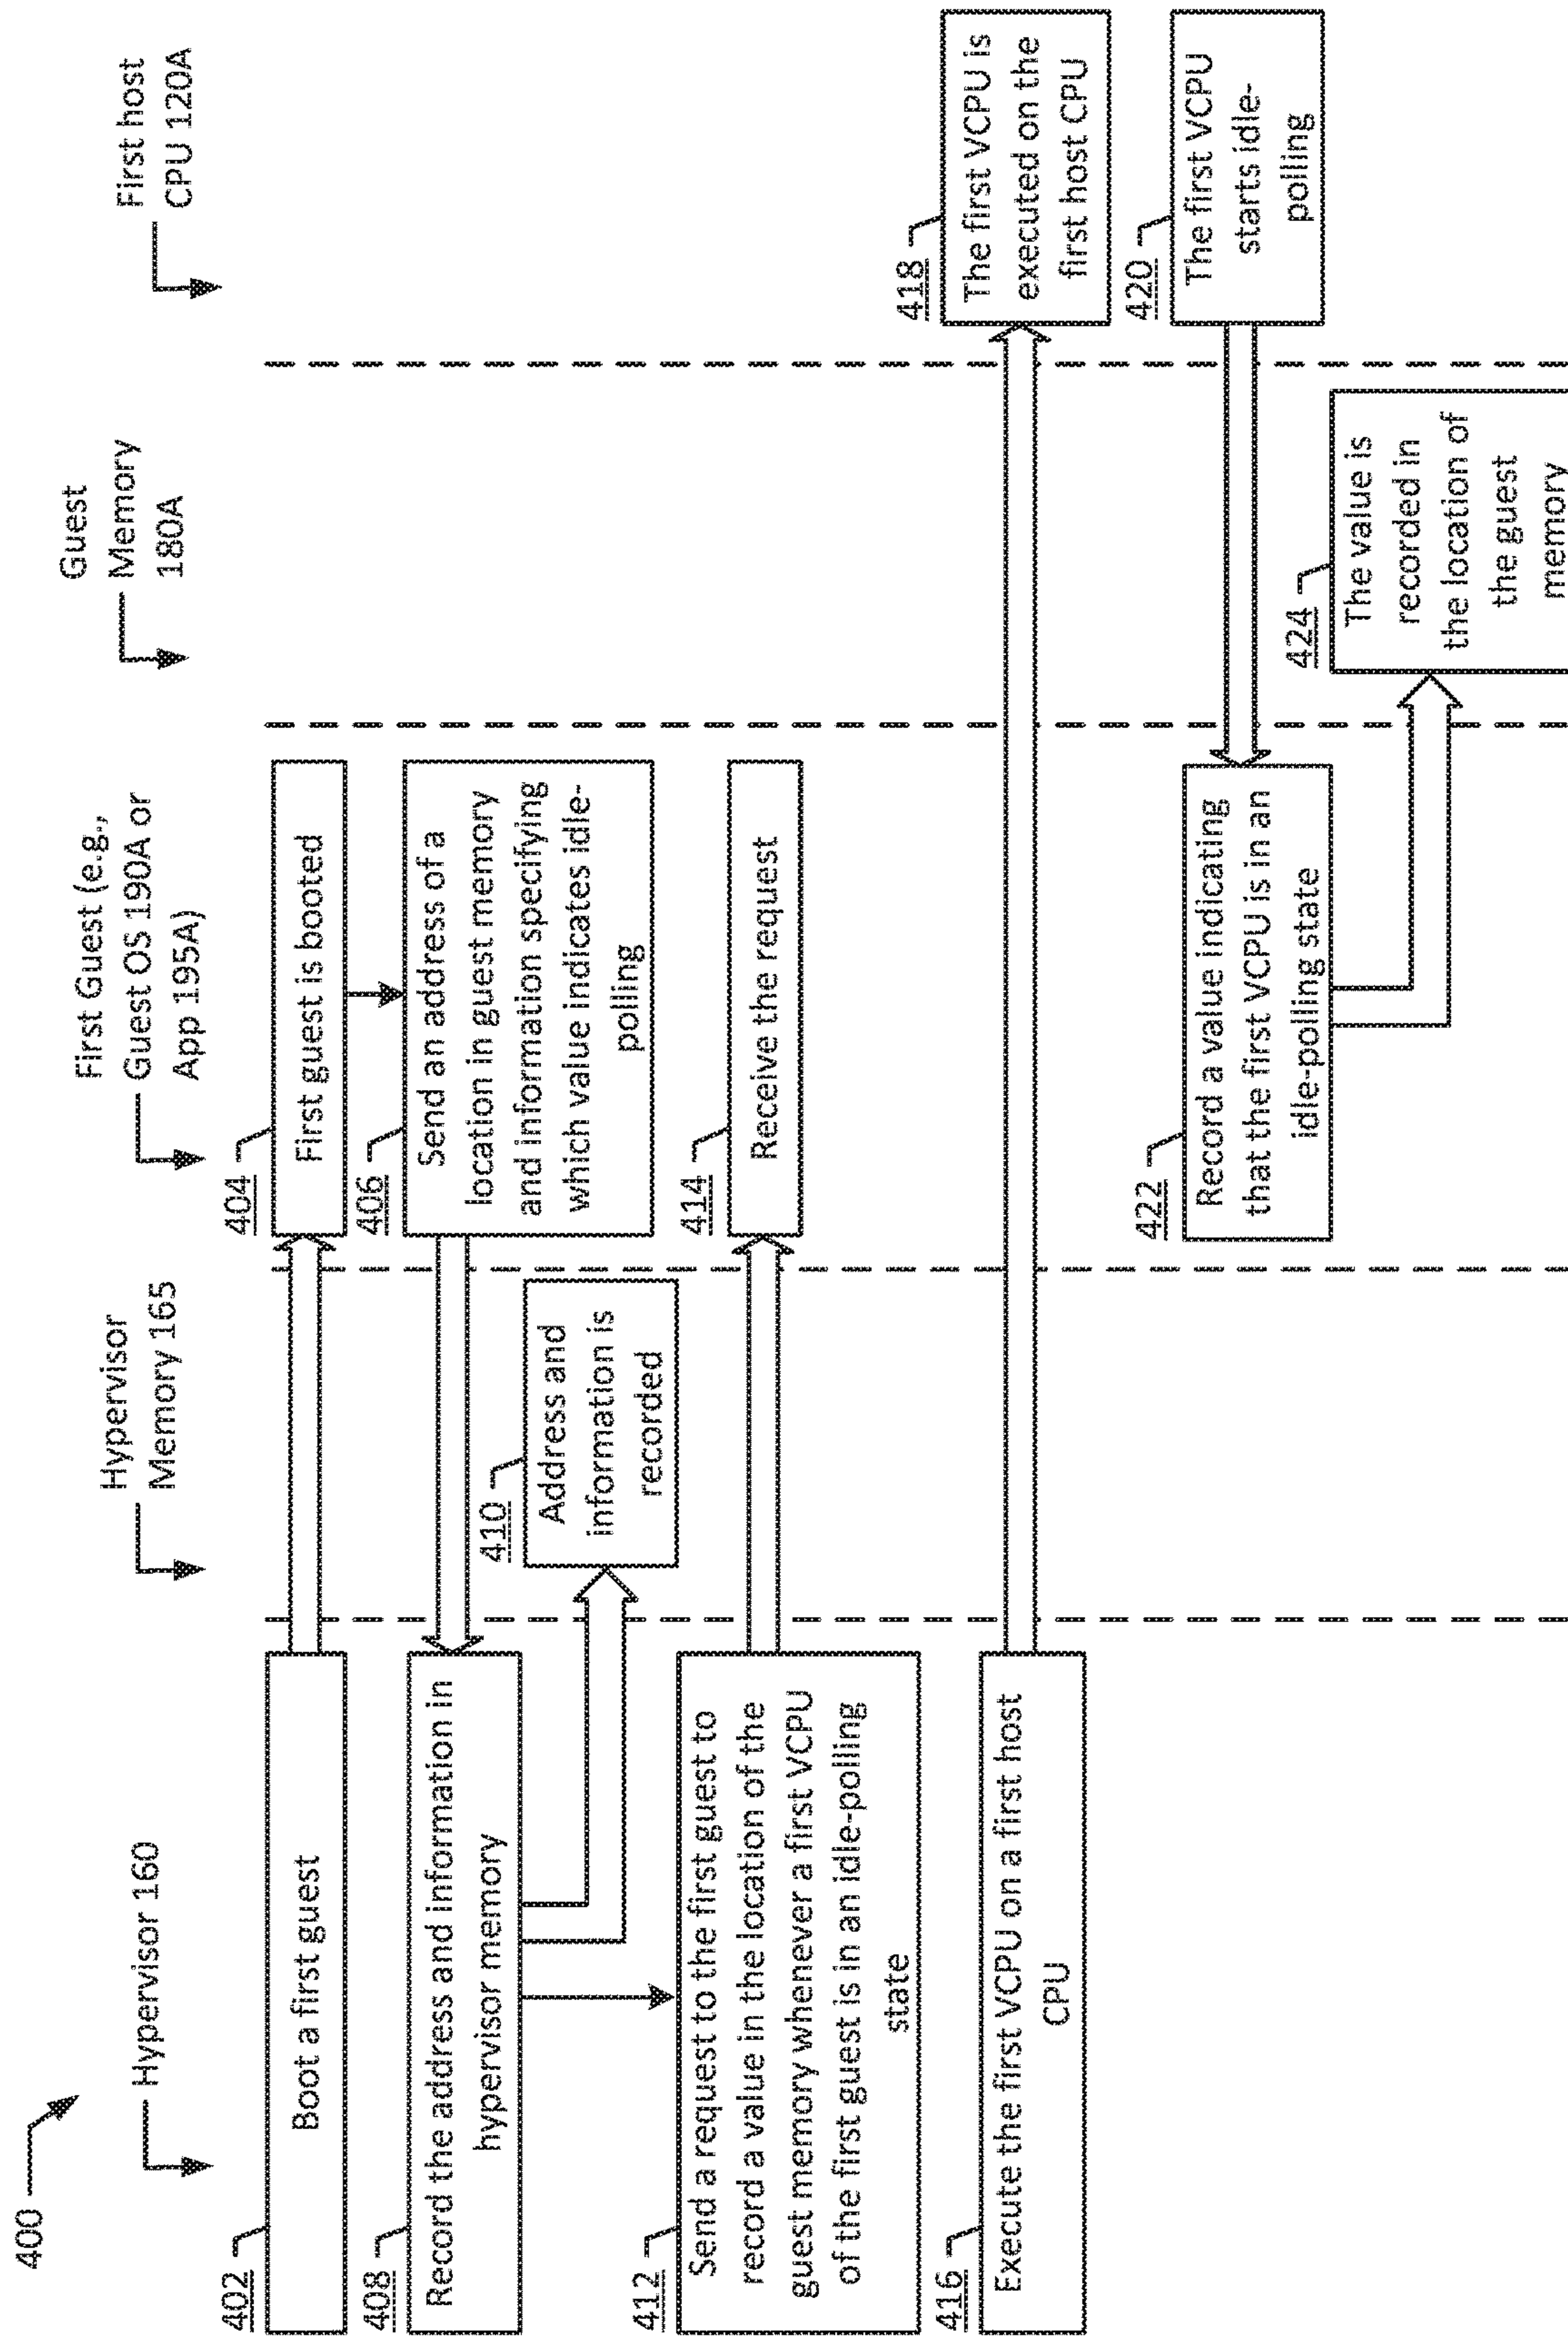 400
Hypervisor 160
Hypervisor
Memory 165
First Guest (e.g.,
Guest OS 190A or
App 195A)
Guest
Memory
180A
First host
CPU 120A
402
Boot a first guest
404
First guest is booted
406
Send an address of a
location in guest memory
and information specifying
which value indicates idle-
polling
408
Record the address and information in
hypervisor memory
410
Address and
information is
recorded
412
Send a request to the first guest to
record a value in the location of the
guest memory whenever a first VCPU
of the first guest is in an idle-polling
state
414
Receive the request
416
Execute the first VCPU on a first host
CPU
418
The first VCPU is
executed on the
first host CPU
420
The first VCPU
starts idle-
polling
422
Record a value indicating
that the first VCPU is in an
idle-polling state
424
The value is
recorded in
the location of
the guest
memory